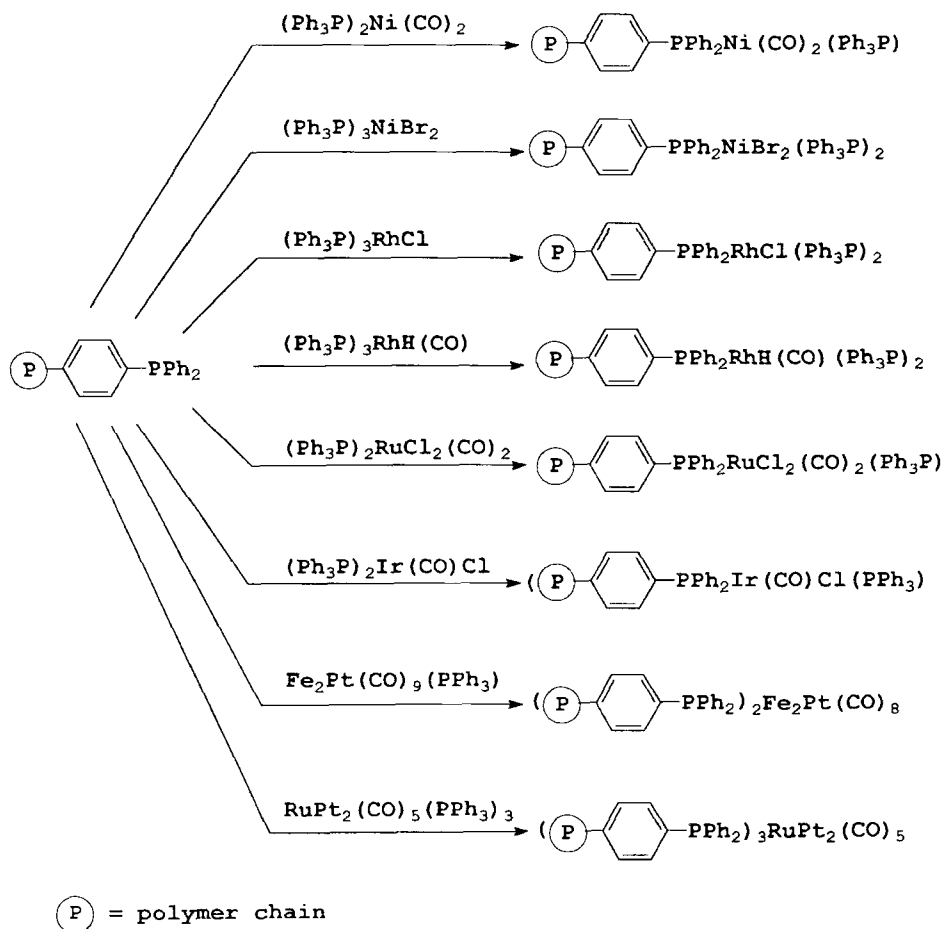 (Ph₃P)₂Ni(CO)₂
P PPh₂Ni(CO)₂(Ph₃P)
(Ph₃P)₃NiBr₂
P PPh₂NiBr₂(Ph₃P)₂
(Ph₃P)₃RhCl
P PPh₂RhCl(Ph₃P)₂
P PPh₂
(Ph₃P)₃RhH(CO)
P PPh₂RhH(CO)(Ph₃P)₂
(Ph₃P)₂RuCl₂(CO)₂
P PPh₂RuCl₂(CO)₂(Ph₃P)
(Ph₃P)₂Ir(CO)Cl
(P PPh₂Ir(CO)Cl(PPh₃)
Fe₂Pt(CO)₉(PPh₃)
(P PPh₂)₂Fe₂Pt(CO)₈
RuPt₂(CO)₅(PPh₃)₃
(P PPh₂)₃RuPt₂(CO)₅
P = polymer chain